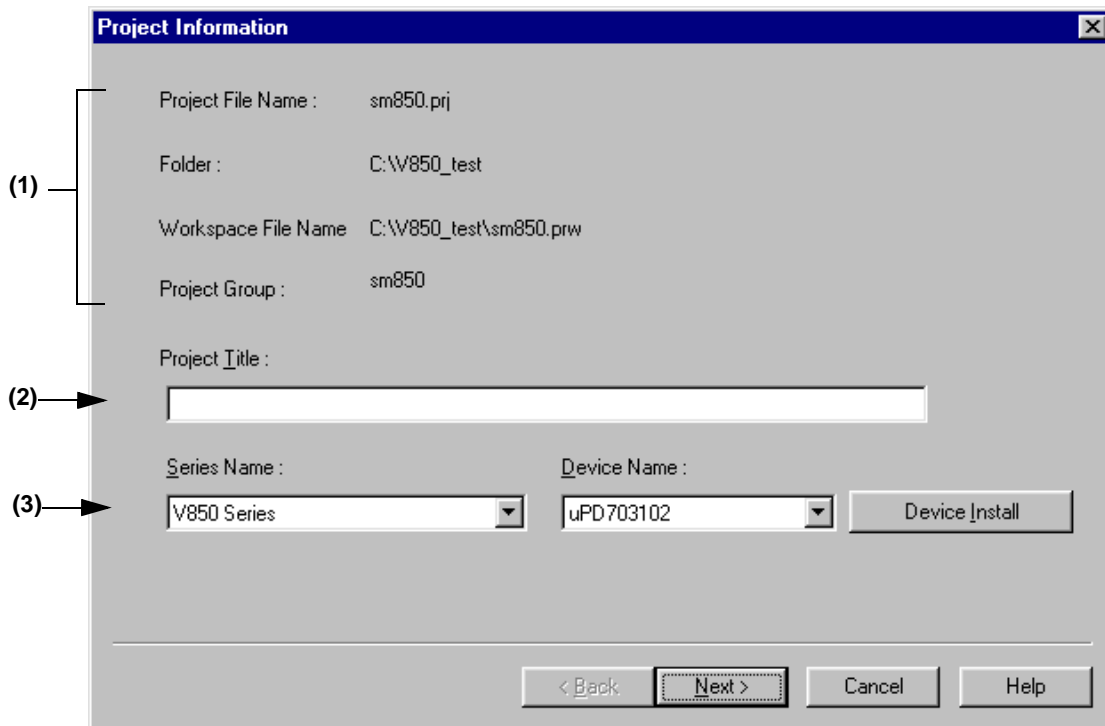 Project Information
Project File Name : sm850.prj
Folder : C:\V850_test
(1)
Workspace File Name C:\V850_test\sm850.prw
Project Group : sm850
Project Title :
(2)
Series Name : Device Name :
(3) V850 Series uPD703102 Device Install
< Back Next > Cancel Help